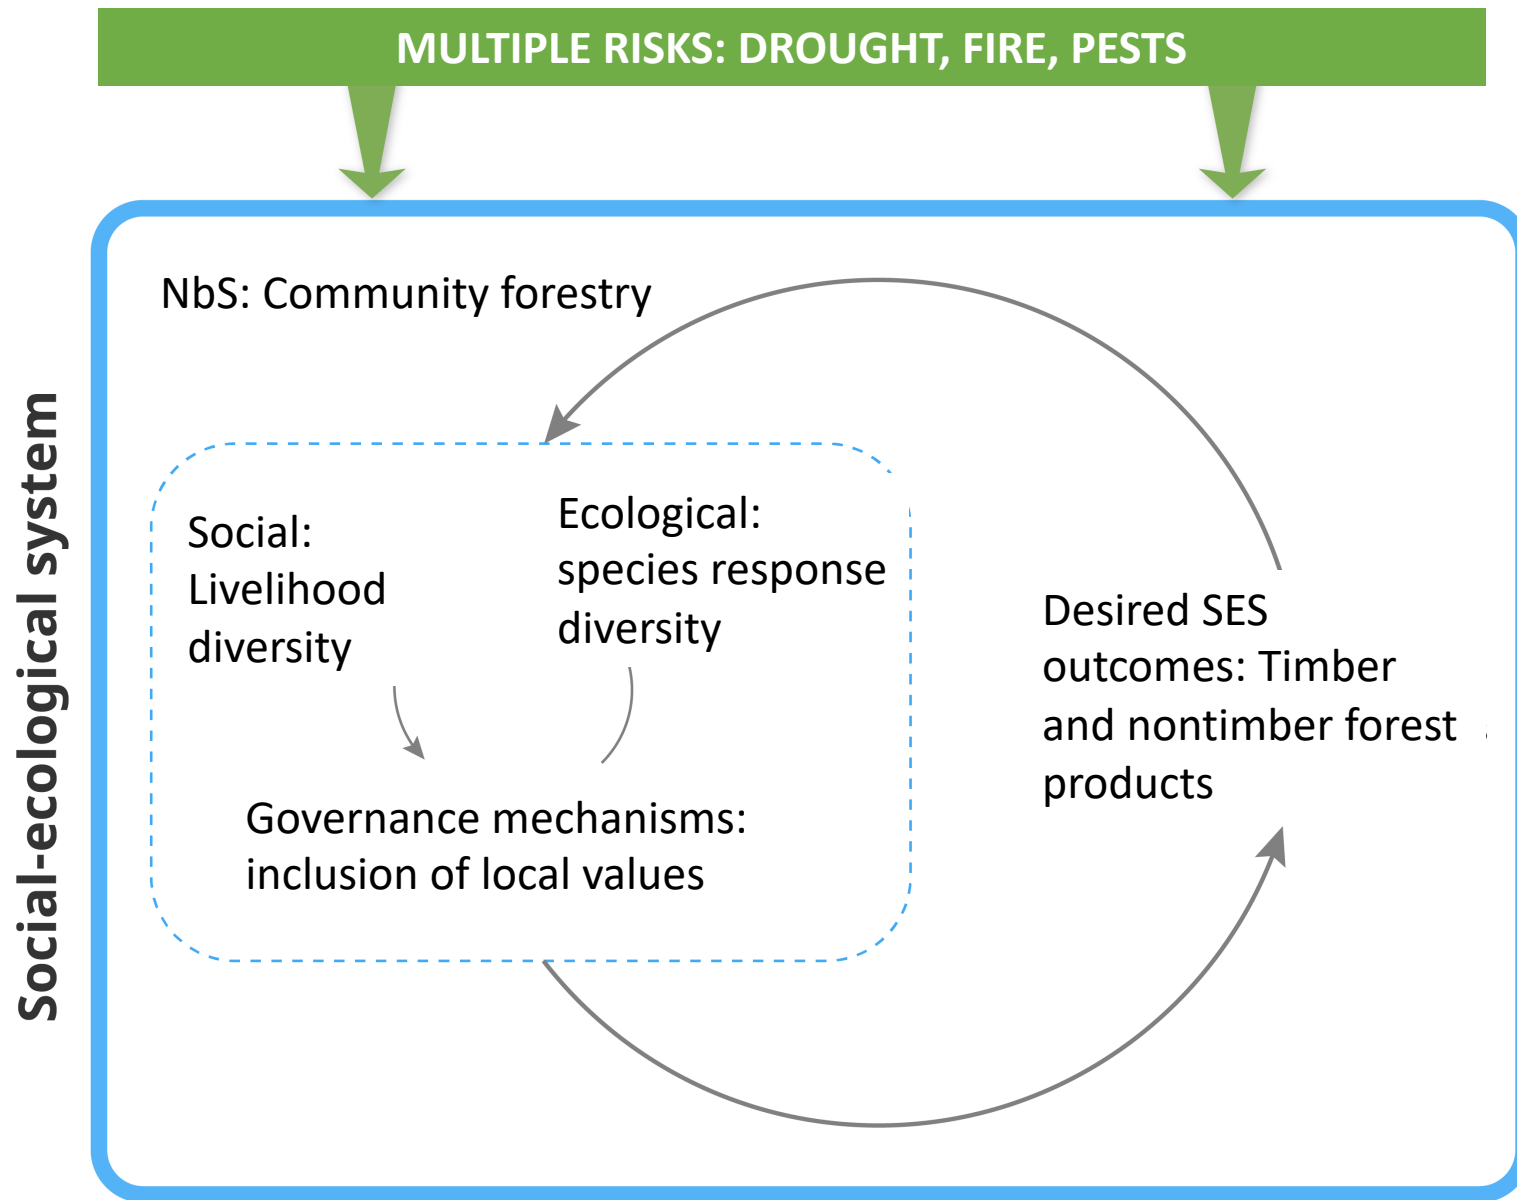 MULTIPLE RISKS: DROUGHT, FIRE, PESTS
Social-ecological system
NbS: Community forestry
Social:
Livelihood
diversity
Ecological:
species response
diversity
Governance mechanisms:
inclusion of local values
Desired SES
outcomes: Timber
and nontimber forest
products